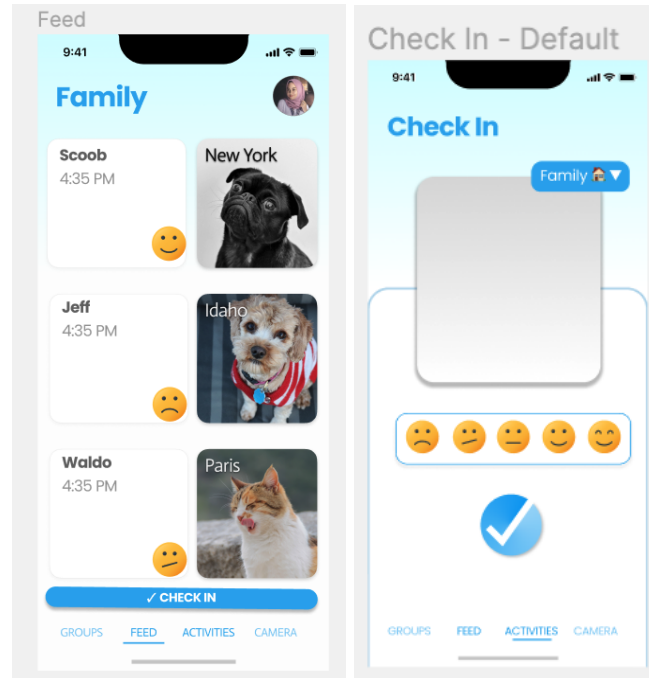 Feed
9:41
Family
Scoob
4:35 PM
New York
Jeff
4:35 PM
Idaho
Waldo
4:35 PM
Paris
✓ CHECK IN
GROUPS FEED ACTIVITIES CAMERA
Check In - Default
9:41
Check In
Family 🏠 ▼
GROUPS FEED ACTIVITIES CAMERA